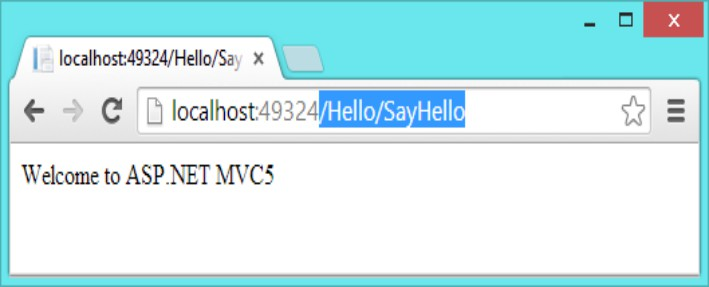 localhost:49324/Hello/Say
localhost:49324/Hello/SayHello
Welcome to ASP.NET MVC5